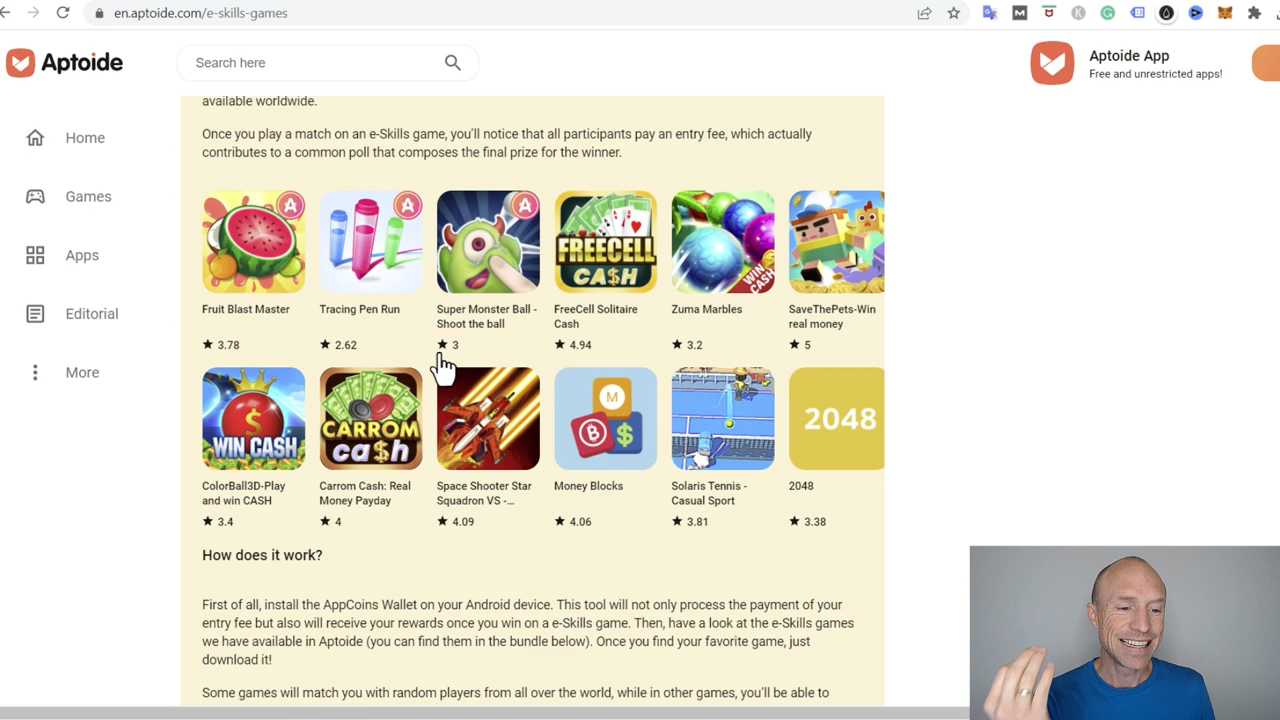 en.aptoide.com/e-skills-games
Aptoide
Search here
Aptoide App
Free and unrestricted apps!
Home
Games
Apps
Editorial
More
available worldwide.
Once you play a match on an e-Skills game, you'll notice that all participants pay an entry fee, which actually
contributes to a common poll that composes the final prize for the winner.
FREECELL
CA$H
WIN
CASH
Fruit Blast Master
Tracing Pen Run
Super Monster Ball -
Shoot the ball
FreeCell Solitaire
Cash
Zuma Marbles
SaveThePets-Win
real money
★ 3.78
★ 2.62
★ 3
★ 4.94
★ 3.2
★ 5
$
WIN CASH
CARROM
ca$h
M
₿
$
2048
ColorBall3D-Play
and win CASH
Carrom Cash: Real
Money Payday
Space Shooter Star
Squadron VS -...
Money Blocks
Solaris Tennis -
Casual Sport
2048
★ 3.4
★ 4
★ 4.09
★ 4.06
★ 3.81
★ 3.38
How does it work?
First of all, install the AppCoins Wallet on your Android device. This tool will not only process the payment of your
entry fee but also will receive your rewards once you win on a e-Skills game. Then, have a look at the e-Skills games
we have available in Aptoide (you can find them in the bundle below). Once you find your favorite game, just
download it!
Some games will match you with random players from all over the world, while in other games, you'll be able to